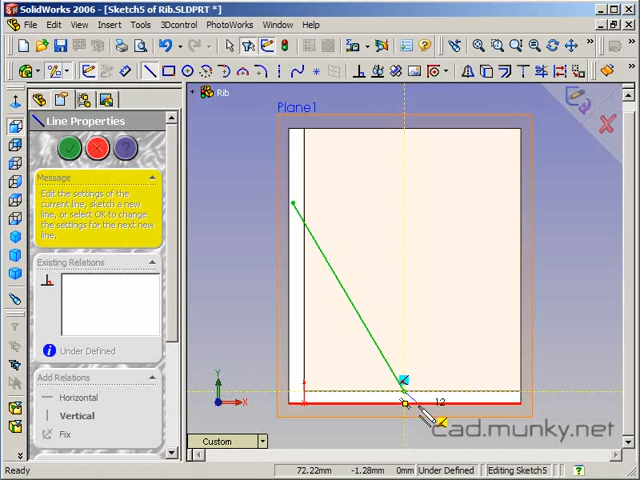 SolidWorks 2006 - [Sketch5 of Rib.SLDPRT *]
File Edit View Insert Tools 3Dcontrol PhotoWorks Window Help
Rib
Plane1
Line Properties
Message
Edit the settings of the
current line, sketch a new
line, or select OK to change
the settings for the next new
line.
Existing Relations
Under Defined
Add Relations
Horizontal
Vertical
Fix
Y
X
12
cad.munky.net
Custom
Ready 72.22mm -1.28mm 0mm Under Defined Editing Sketch5